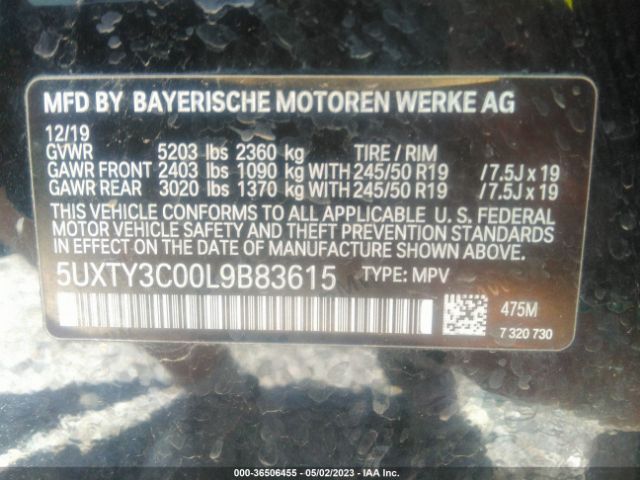 MFD BY BAYERISCHE MOTOREN WERKE AG
12/19
GVWR 5203 lbs 2360 kg TIRE / RIM
GAWR FRONT 2403 lbs 1090 kg WITH 245/50 R19 /7.5J x 19
GAWR REAR 3020 lbs 1370 kg WITH 245/50 R19 /7.5J x 19
THIS VEHICLE CONFORMS TO ALL APPLICABLE U. S. FEDERAL
MOTOR VEHICLE SAFETY AND THEFT PREVENTION STANDARDS
IN EFFECT ON THE DATE OF MANUFACTURE SHOWN ABOVE.
5UXTY3C00L9B83615 TYPE: MPV
475M
7 320 730
000-36506455 - 05/02/2023 - IAA Inc.